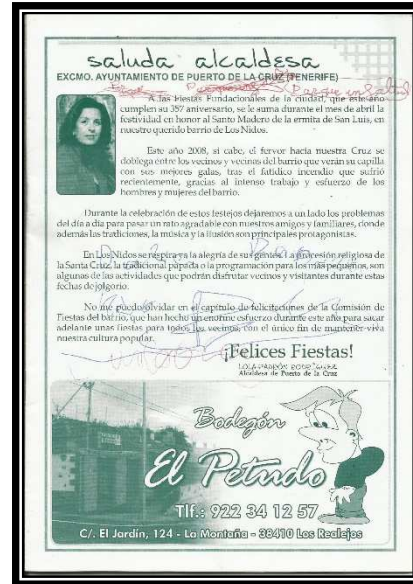 saluda alcaldesa
EXCMO. AYUNTAMIENTO DE PUERTO DE LA CRUZ (TENERIFE)
A las Fiestas Fundacionales de la ciudad, que este año
cumplen su 357 aniversario, se le suma durante el mes de abril la
festividad en honor al Santo Madero de la ermita de San Luis, en
nuestro querido barrio de Los Nidos.
Este año 2008, si cabe, el fervor hacia nuestra Cruz se
doblega entre los vecinos y vecinas del barrio que verán su capilla
con sus mejores galas, tras el fatídico incendio que sufrió
recientemente, gracias al intenso trabajo y esfuerzo de los
hombres y mujeres del barrio.
Durante la celebración de estos festejos dejaremos a un lado los problemas
del día a día para pasar un rato agradable con nuestros amigos y familiares, donde
además las tradiciones, la música y la ilusión son principales protagonistas.
En Los Nidos se respira ya la alegría de sus gentes. La procesión religiosa de
la Santa Cruz, la tradicional papada o la programación para los más pequeños, son
algunas de las actividades que podrán disfrutar vecinos y visitantes durante estas
fechas de jolgorio.
No me puedo olvidar en el capítulo de felicitaciones de la Comisión de
Fiestas del barrio, que han hecho un enorme esfuerzo durante este año para sacar
adelante unas fiestas para todos los vecinos, con el único fin de mantener viva
nuestra cultura popular.
¡Felices Fiestas!
LOLA PADRÓN RODRÍGUEZ
Alcaldesa de Puerto de la Cruz
Bodegón
El Petudo
Tlf.: 922 34 12 57
C/. El Jardín, 124 - La Montaña - 38410 Los Realejos